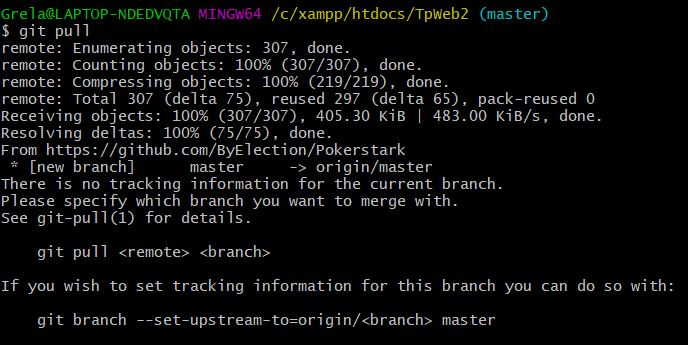 Grela@LAPTOP-NDEDVQTA MINGW64 /c/xampp/htdocs/TpWeb2 (master)
$ git pull
remote: Enumerating objects: 307, done.
remote: Counting objects: 100% (307/307), done.
remote: Compressing objects: 100% (219/219), done.
remote: Total 307 (delta 75), reused 297 (delta 65), pack-reused 0
Receiving objects: 100% (307/307), 405.30 KiB | 483.00 KiB/s, done.
Resolving deltas: 100% (75/75), done.
From https://github.com/ByElection/Pokerstark
 * [new branch]      master     -> origin/master
There is no tracking information for the current branch.
Please specify which branch you want to merge with.
See git-pull(1) for details.

    git pull <remote> <branch>

If you wish to set tracking information for this branch you can do so with:

    git branch --set-upstream-to=origin/<branch> master